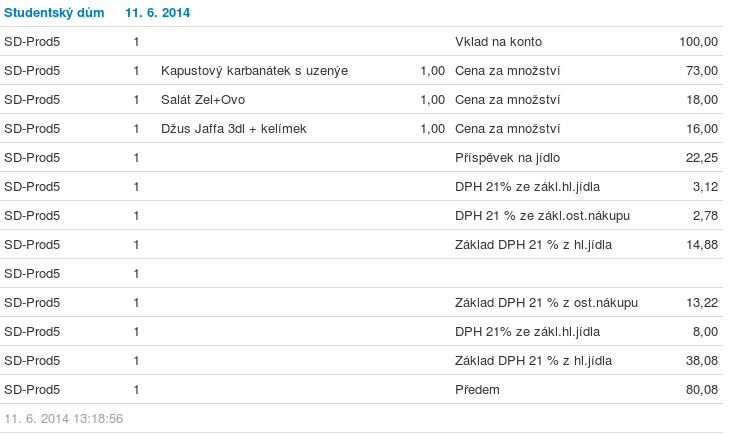 Studentský dům 11. 6. 2014
SD-Prod5 1 Vklad na konto 100,00
SD-Prod5 1 Kapustový karbanátek s uzenýe 1,00 Cena za množství 73,00
SD-Prod5 1 Salát Zel+Ovo 1,00 Cena za množství 18,00
SD-Prod5 1 Džus Jaffa 3dl + kelímek 1,00 Cena za množství 16,00
SD-Prod5 1 Příspěvek na jídlo 22,25
SD-Prod5 1 DPH 21% ze zákl.hl.jídla 3,12
SD-Prod5 1 DPH 21 % ze zákl.ost.nákupu 2,78
SD-Prod5 1 Základ DPH 21 % z hl.jídla 14,88
SD-Prod5 1
SD-Prod5 1 Základ DPH 21 % z ost.nákupu 13,22
SD-Prod5 1 DPH 21% ze zákl.hl.jídla 8,00
SD-Prod5 1 Základ DPH 21 % z hl.jídla 38,08
SD-Prod5 1 Předem 80,08
11. 6. 2014 13:18:56